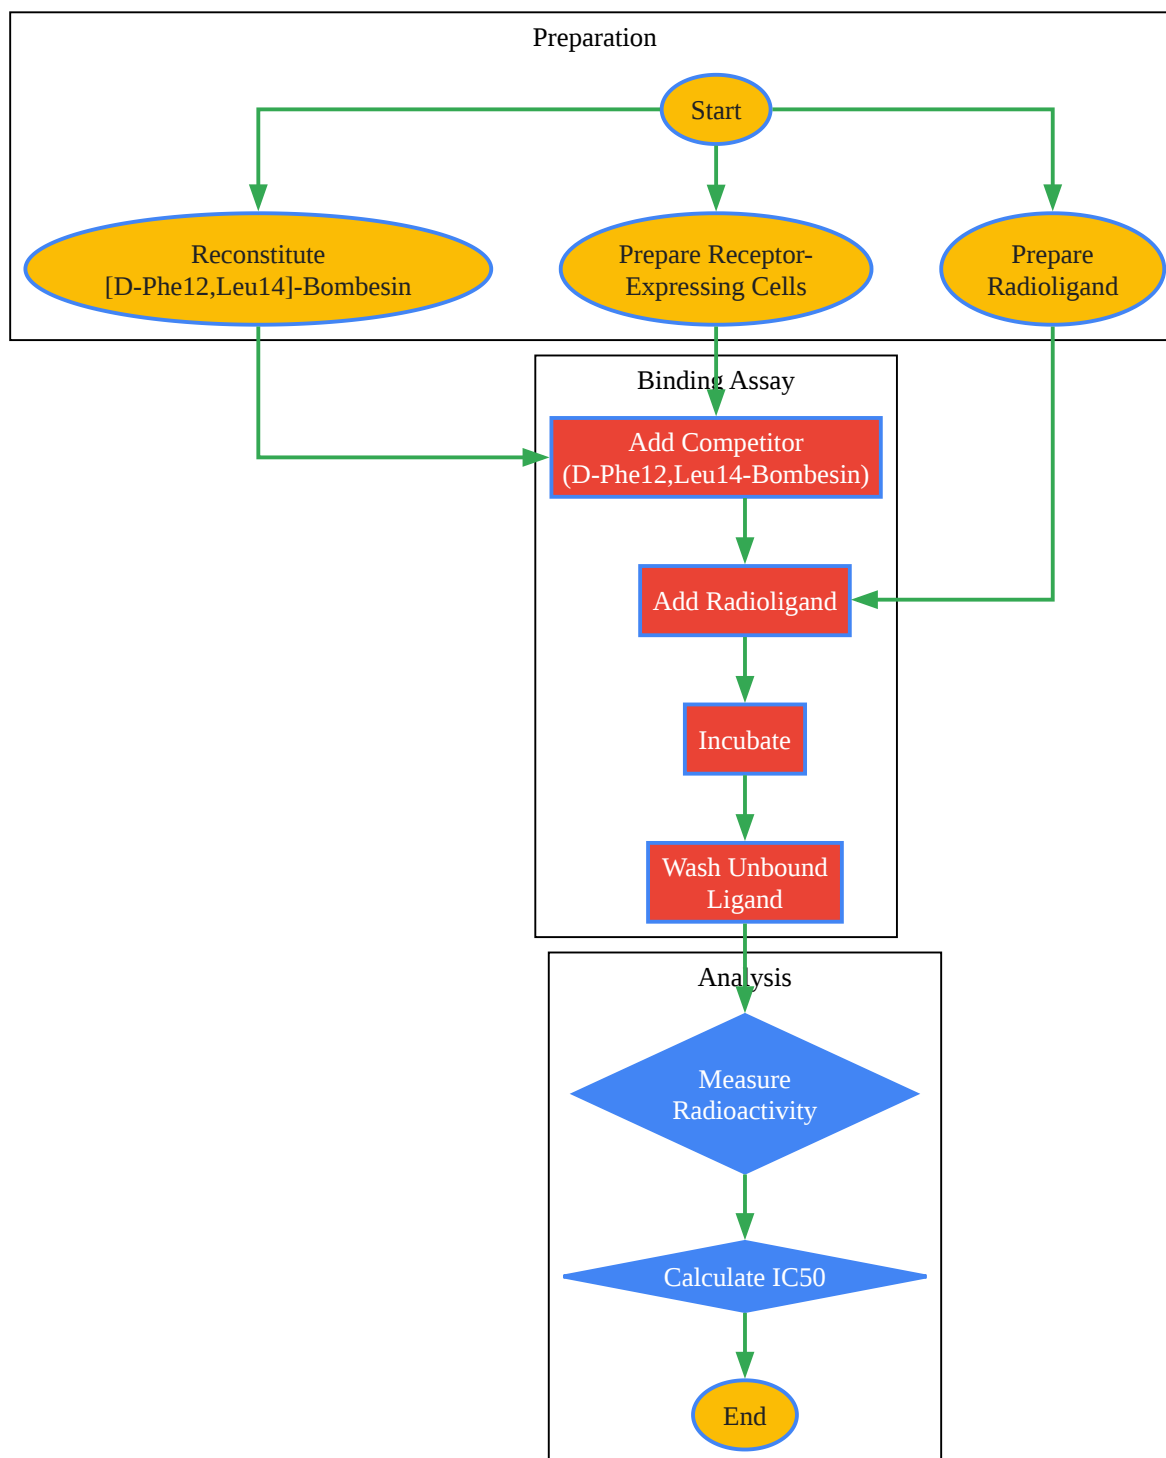 Preparation
Start
Reconstitute
[D-Phe12,Leu14]-Bombesin
Prepare Receptor-
Expressing Cells
Prepare
Radioligand
Binding Assay
Add Competitor
(D-Phe12,Leu14-Bombesin)
Add Radioligand
Incubate
Wash Unbound
Ligand
Analysis
Measure
Radioactivity
Calculate IC50
End